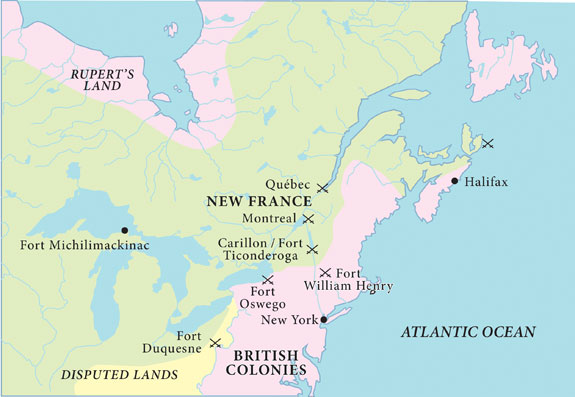 RUPERT'S
LAND
Québec
NEW FRANCE
Halifax
Montreal
Fort Michilimackinac
Carillon / Fort
Ticonderoga
Fort
William Henry
Fort
Oswego
New York
ATLANTIC OCEAN
Fort
Duquesne
BRITISH
COLONIES
DISPUTED LANDS